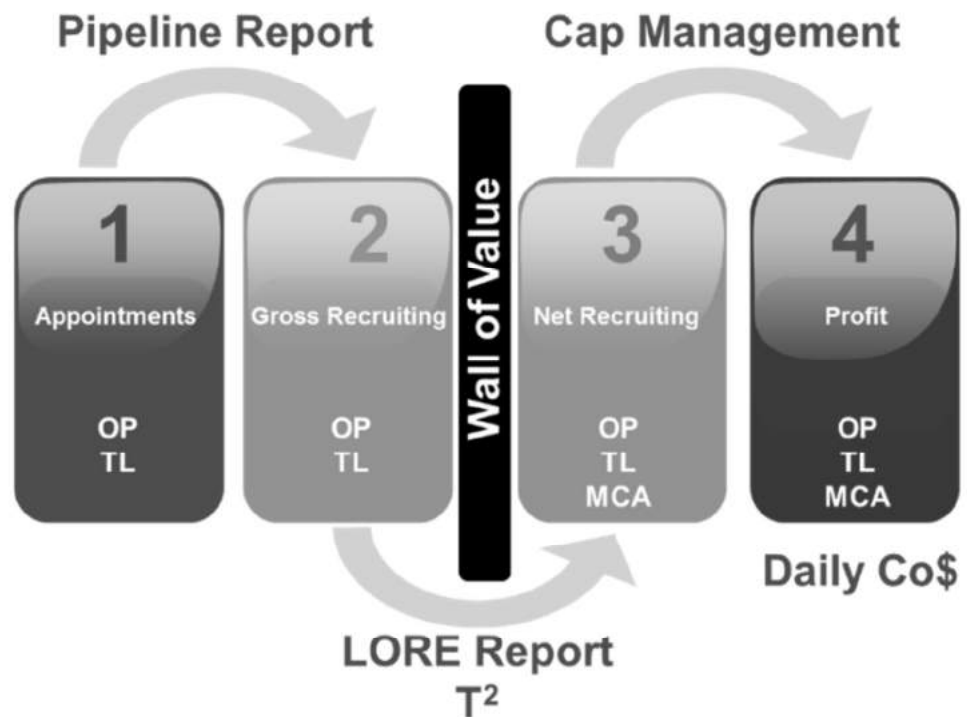 Pipeline Report
Cap Management
1
Appointments
OP
TL
2
Gross Recruiting
OP
TL
Wall of Value
3
Net Recruiting
OP
TL
MCA
4
Profit
OP
TL
MCA
Daily Co$
LORE Report
T²